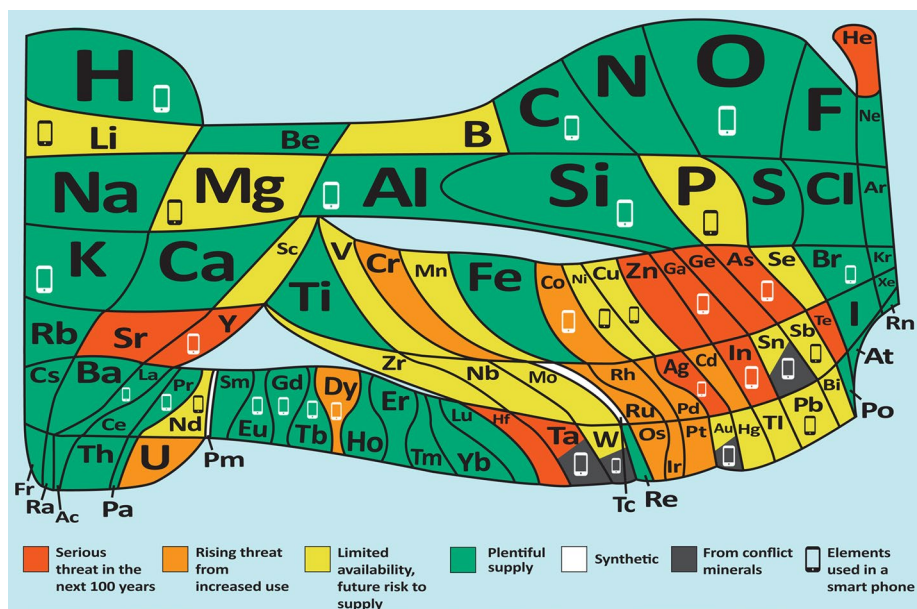 H
He
C
N
O
F
Ne
Li
Be
B
Na
Mg
Al
Si
P
S
Cl
Ar
K
Ca
Sc
Ti
V
Cr
Mn
Fe
Co
Ni
Cu
Zn
Ga
Ge
As
Se
Br
Kr
Rb
Sr
Y
Zr
Nb
Mo
Rh
Ru
Pd
Ag
Cd
In
Sn
Sb
Te
I
Xe
Rn
Cs
Ba
La
Ce
Pr
Nd
Pm
Sm
Eu
Gd
Tb
Dy
Ho
Er
Tm
Yb
Lu
Hf
Ta
W
Tc
Re
Os
Ir
Pt
Au
Hg
Tl
Pb
Bi
Po
At
Fr
Ra
Ac
Th
Pa
U
Serious
threat in the
next 100 years
Rising threat
from
increased use
Limited
availability,
future risk to
supply
Plentiful
supply
Synthetic
From conflict
minerals
Elements
used in a
smart phone